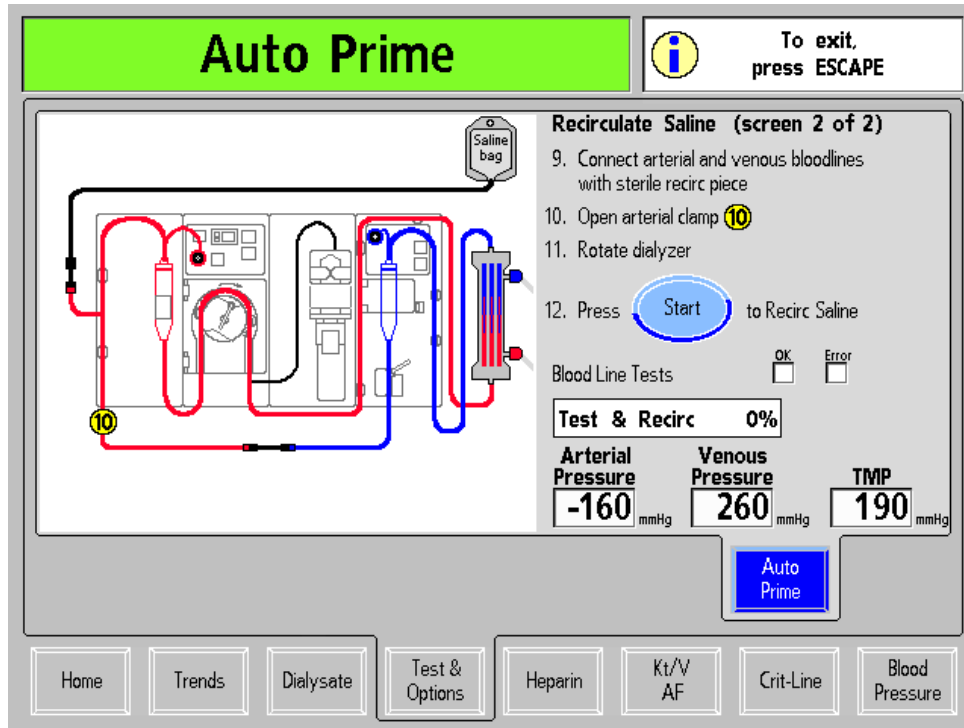 Auto Prime
To exit,
press ESCAPE
Saline
bag
10
Recirculate Saline (screen 2 of 2)
9. Connect arterial and venous bloodlines
with sterile recirc piece
10. Open arterial clamp 10
11. Rotate dialyzer
12. Press Start to Recirc Saline
Blood Line Tests OK Error
Test & Recirc 0%
Arterial
Pressure
-160 mmHg
Venous
Pressure
260 mmHg
TMP
190 mmHg
Auto
Prime
Home
Trends
Dialysate
Test &
Options
Heparin
Kt/V
AF
Crit-Line
Blood
Pressure